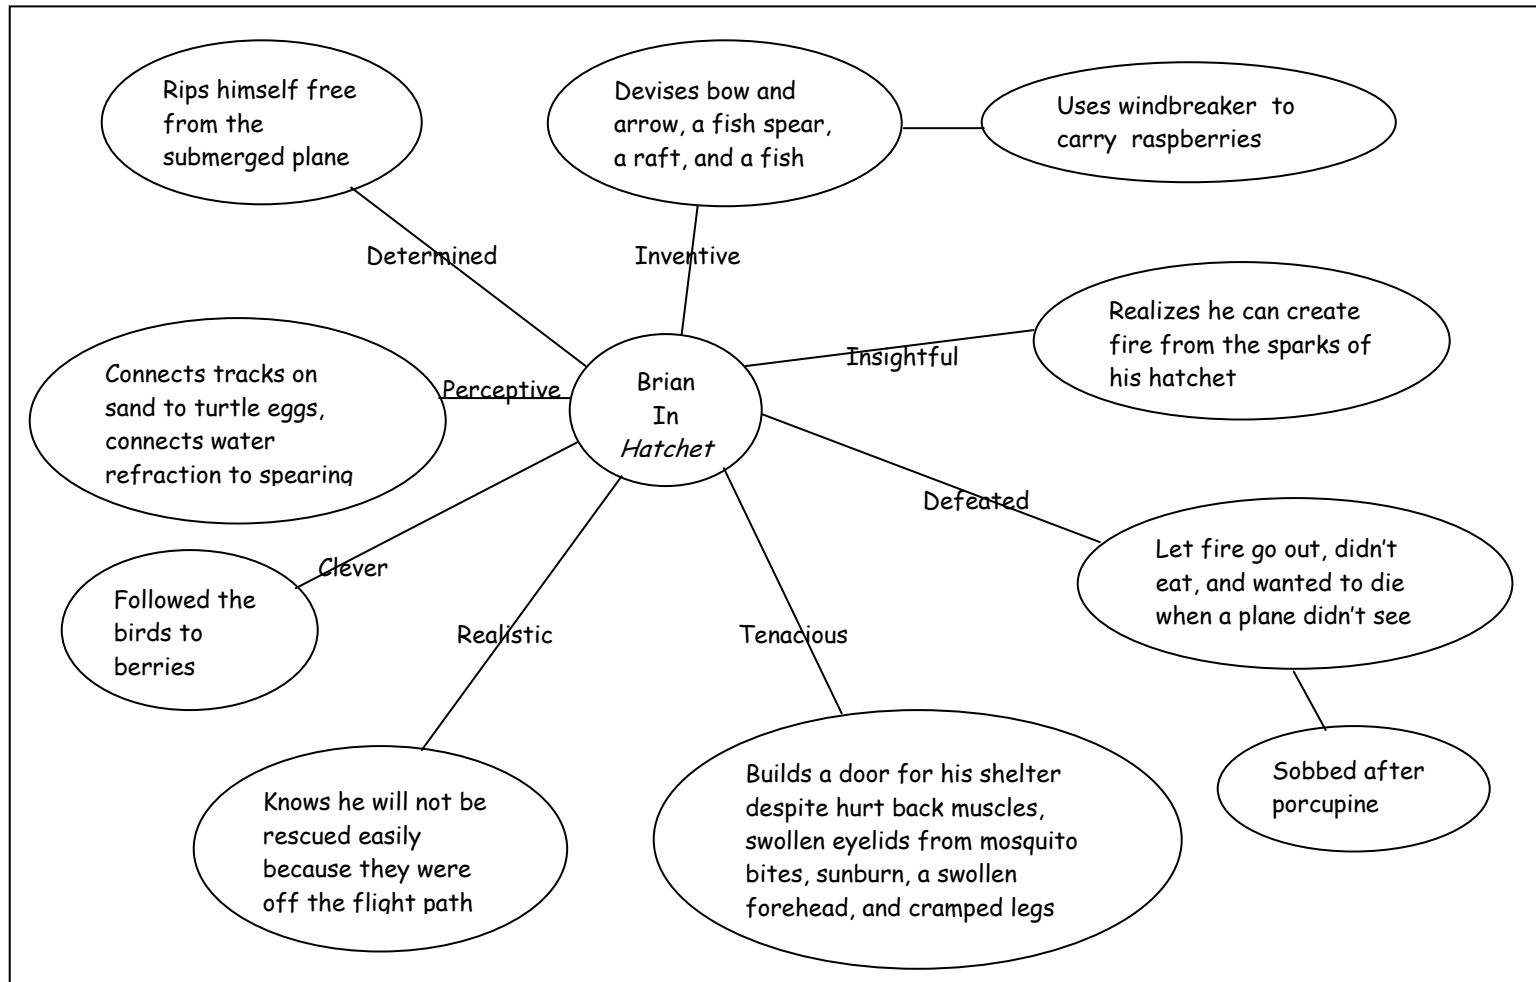 Rips himself free
from the
submerged plane
Devises bow and
arrow, a fish spear,
a raft, and a fish
Uses windbreaker to
carry raspberries
Determined
Inventive
Insightful
Realizes he can create
fire from the sparks of
his hatchet
Connects tracks on
sand to turtle eggs,
connects water
refraction to spearing
Perceptive
Brian
In
Hatchet
Defeated
Let fire go out, didn't
eat, and wanted to die
when a plane didn't see
Clever
Followed the
birds to
berries
Realistic
Tenacious
Sobbed after
porcupine
Knows he will not be
rescued easily
because they were
off the flight path
Builds a door for his shelter
despite hurt back muscles,
swollen eyelids from mosquito
bites, sunburn, a swollen
forehead, and cramped legs